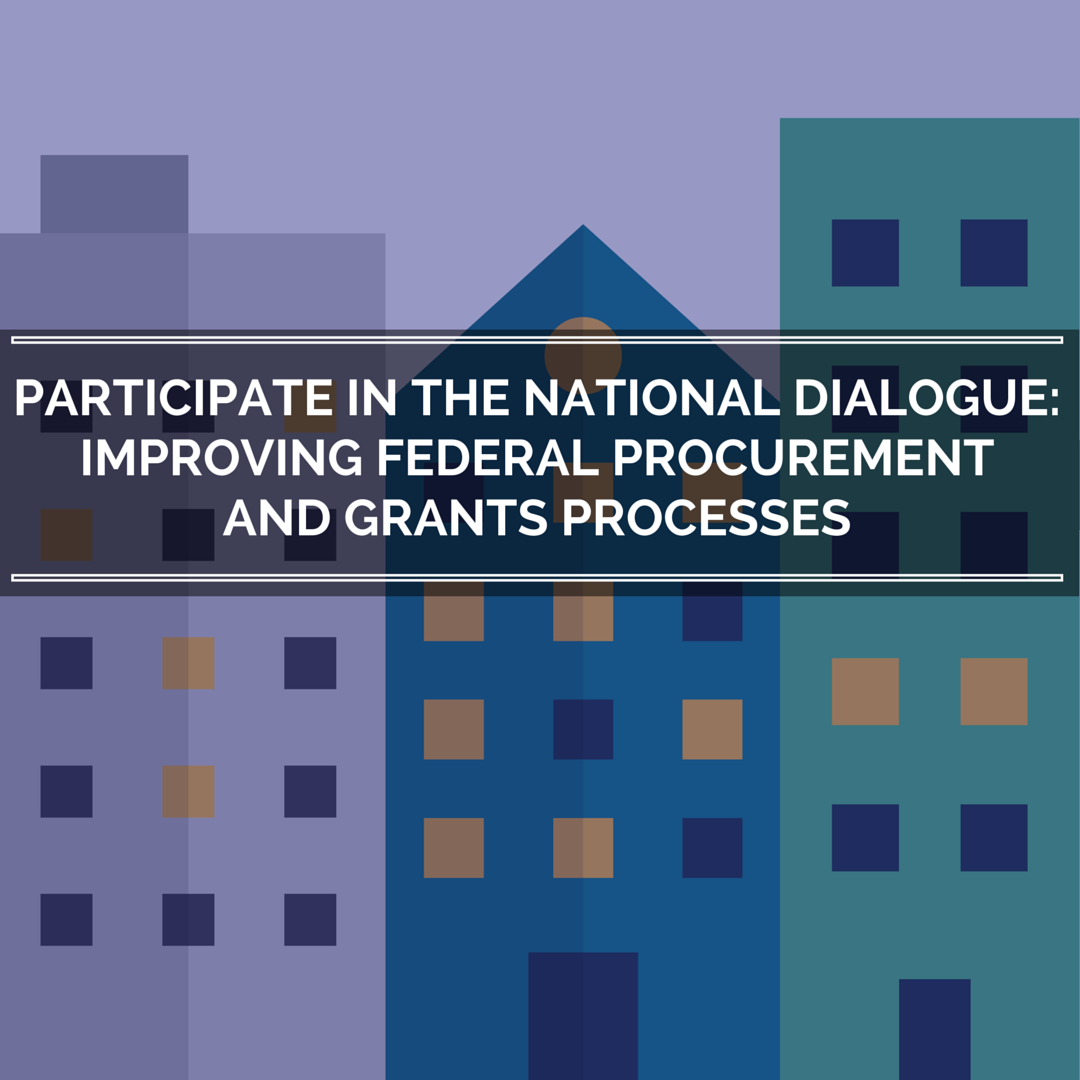 PARTICIPATE IN THE NATIONAL DIALOGUE:
IMPROVING FEDERAL PROCUREMENT
AND GRANTS PROCESSES